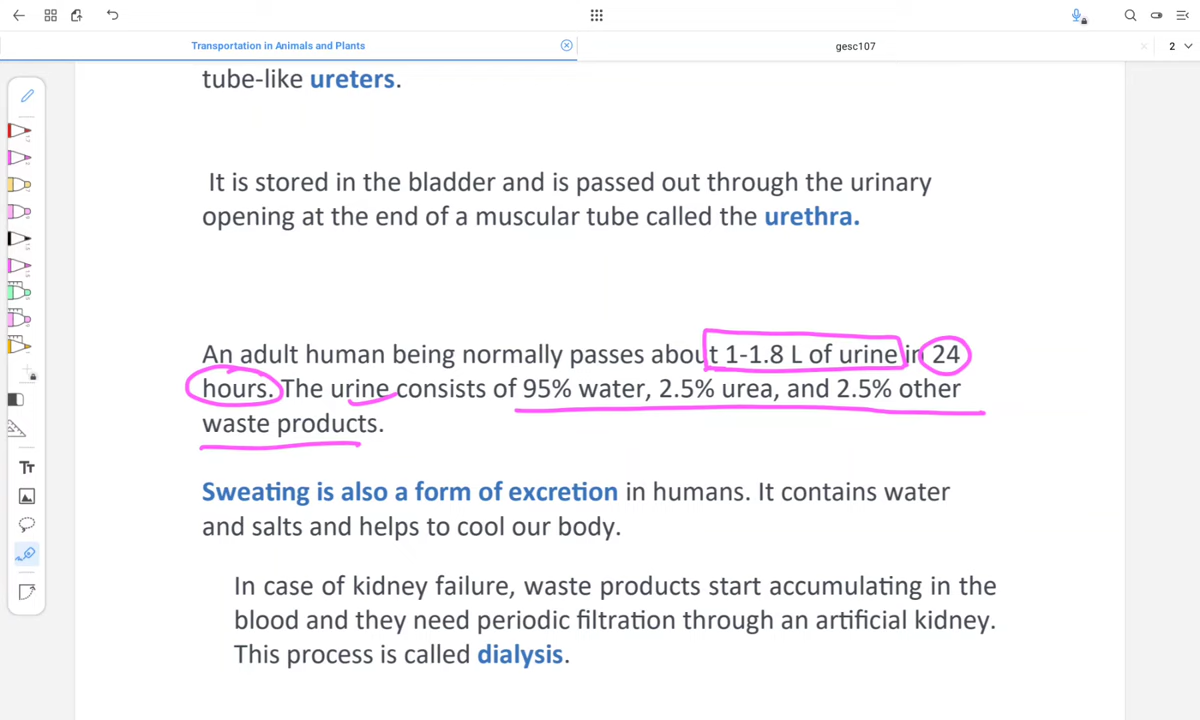 Transportation in Animals and Plants
gesc107
2
tube-like ureters.
It is stored in the bladder and is passed out through the urinary
opening at the end of a muscular tube called the urethra.
An adult human being normally passes about 1-1.8 L of urine in 24
hours. The urine consists of 95% water, 2.5% urea, and 2.5% other
waste products.
Sweating is also a form of excretion in humans. It contains water
and salts and helps to cool our body.
In case of kidney failure, waste products start accumulating in the
blood and they need periodic filtration through an artificial kidney.
This process is called dialysis.
Tт